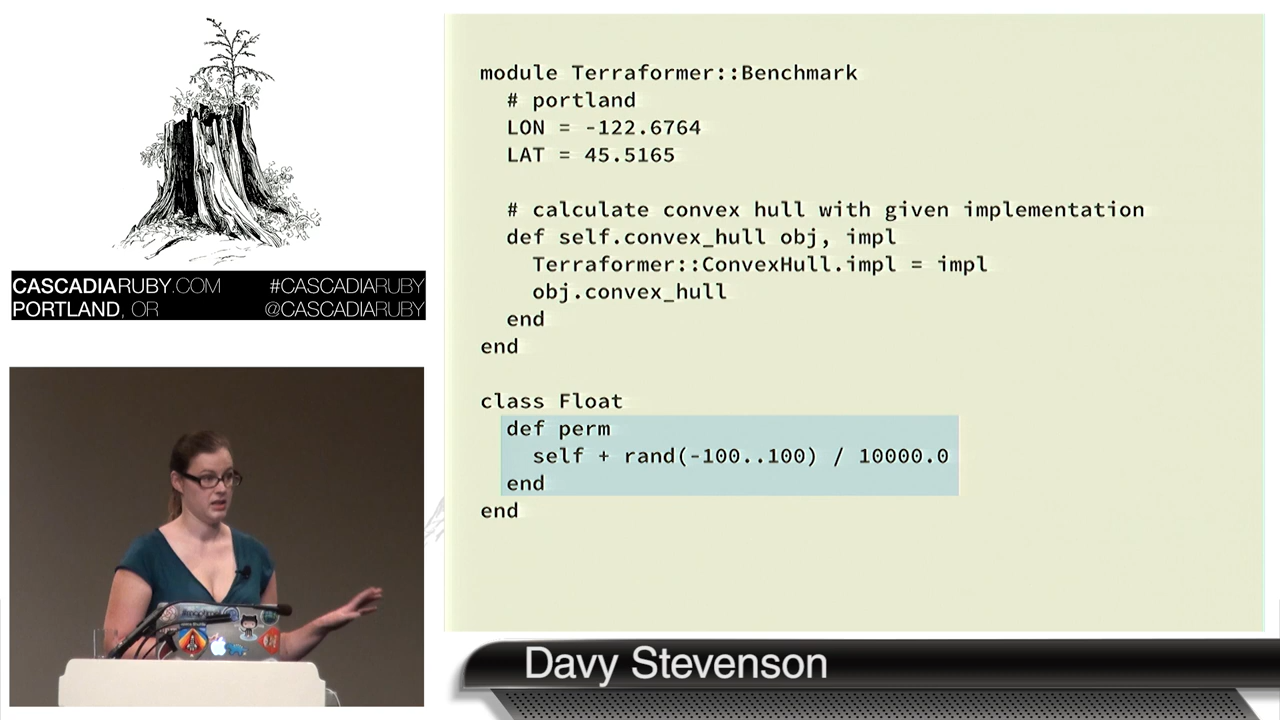 CASCADIARUBY.COM #CASCADIARUBY
PORTLAND, OR @CASCADIARUBY
module Terraformer::Benchmark
  # portland
  LON = -122.6764
  LAT = 45.5165
  # calculate convex hull with given implementation
  def self.convex_hull obj, impl
    Terraformer::ConvexHull.impl = impl
    obj.convex_hull
  end
end
class Float
  def perm
    self + rand(-100..100) / 10000.0
  end
end
Davy Stevenson